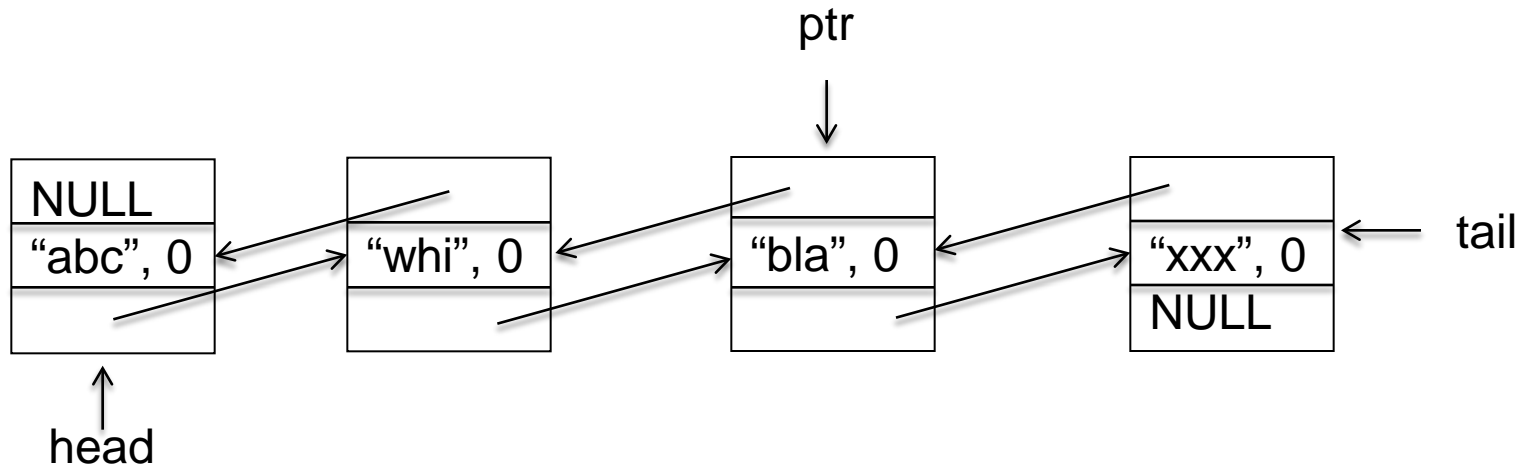 ptr
NULL
“abc”, 0
“whi”, 0
“bla”, 0
“xxx”, 0
tail
NULL
head